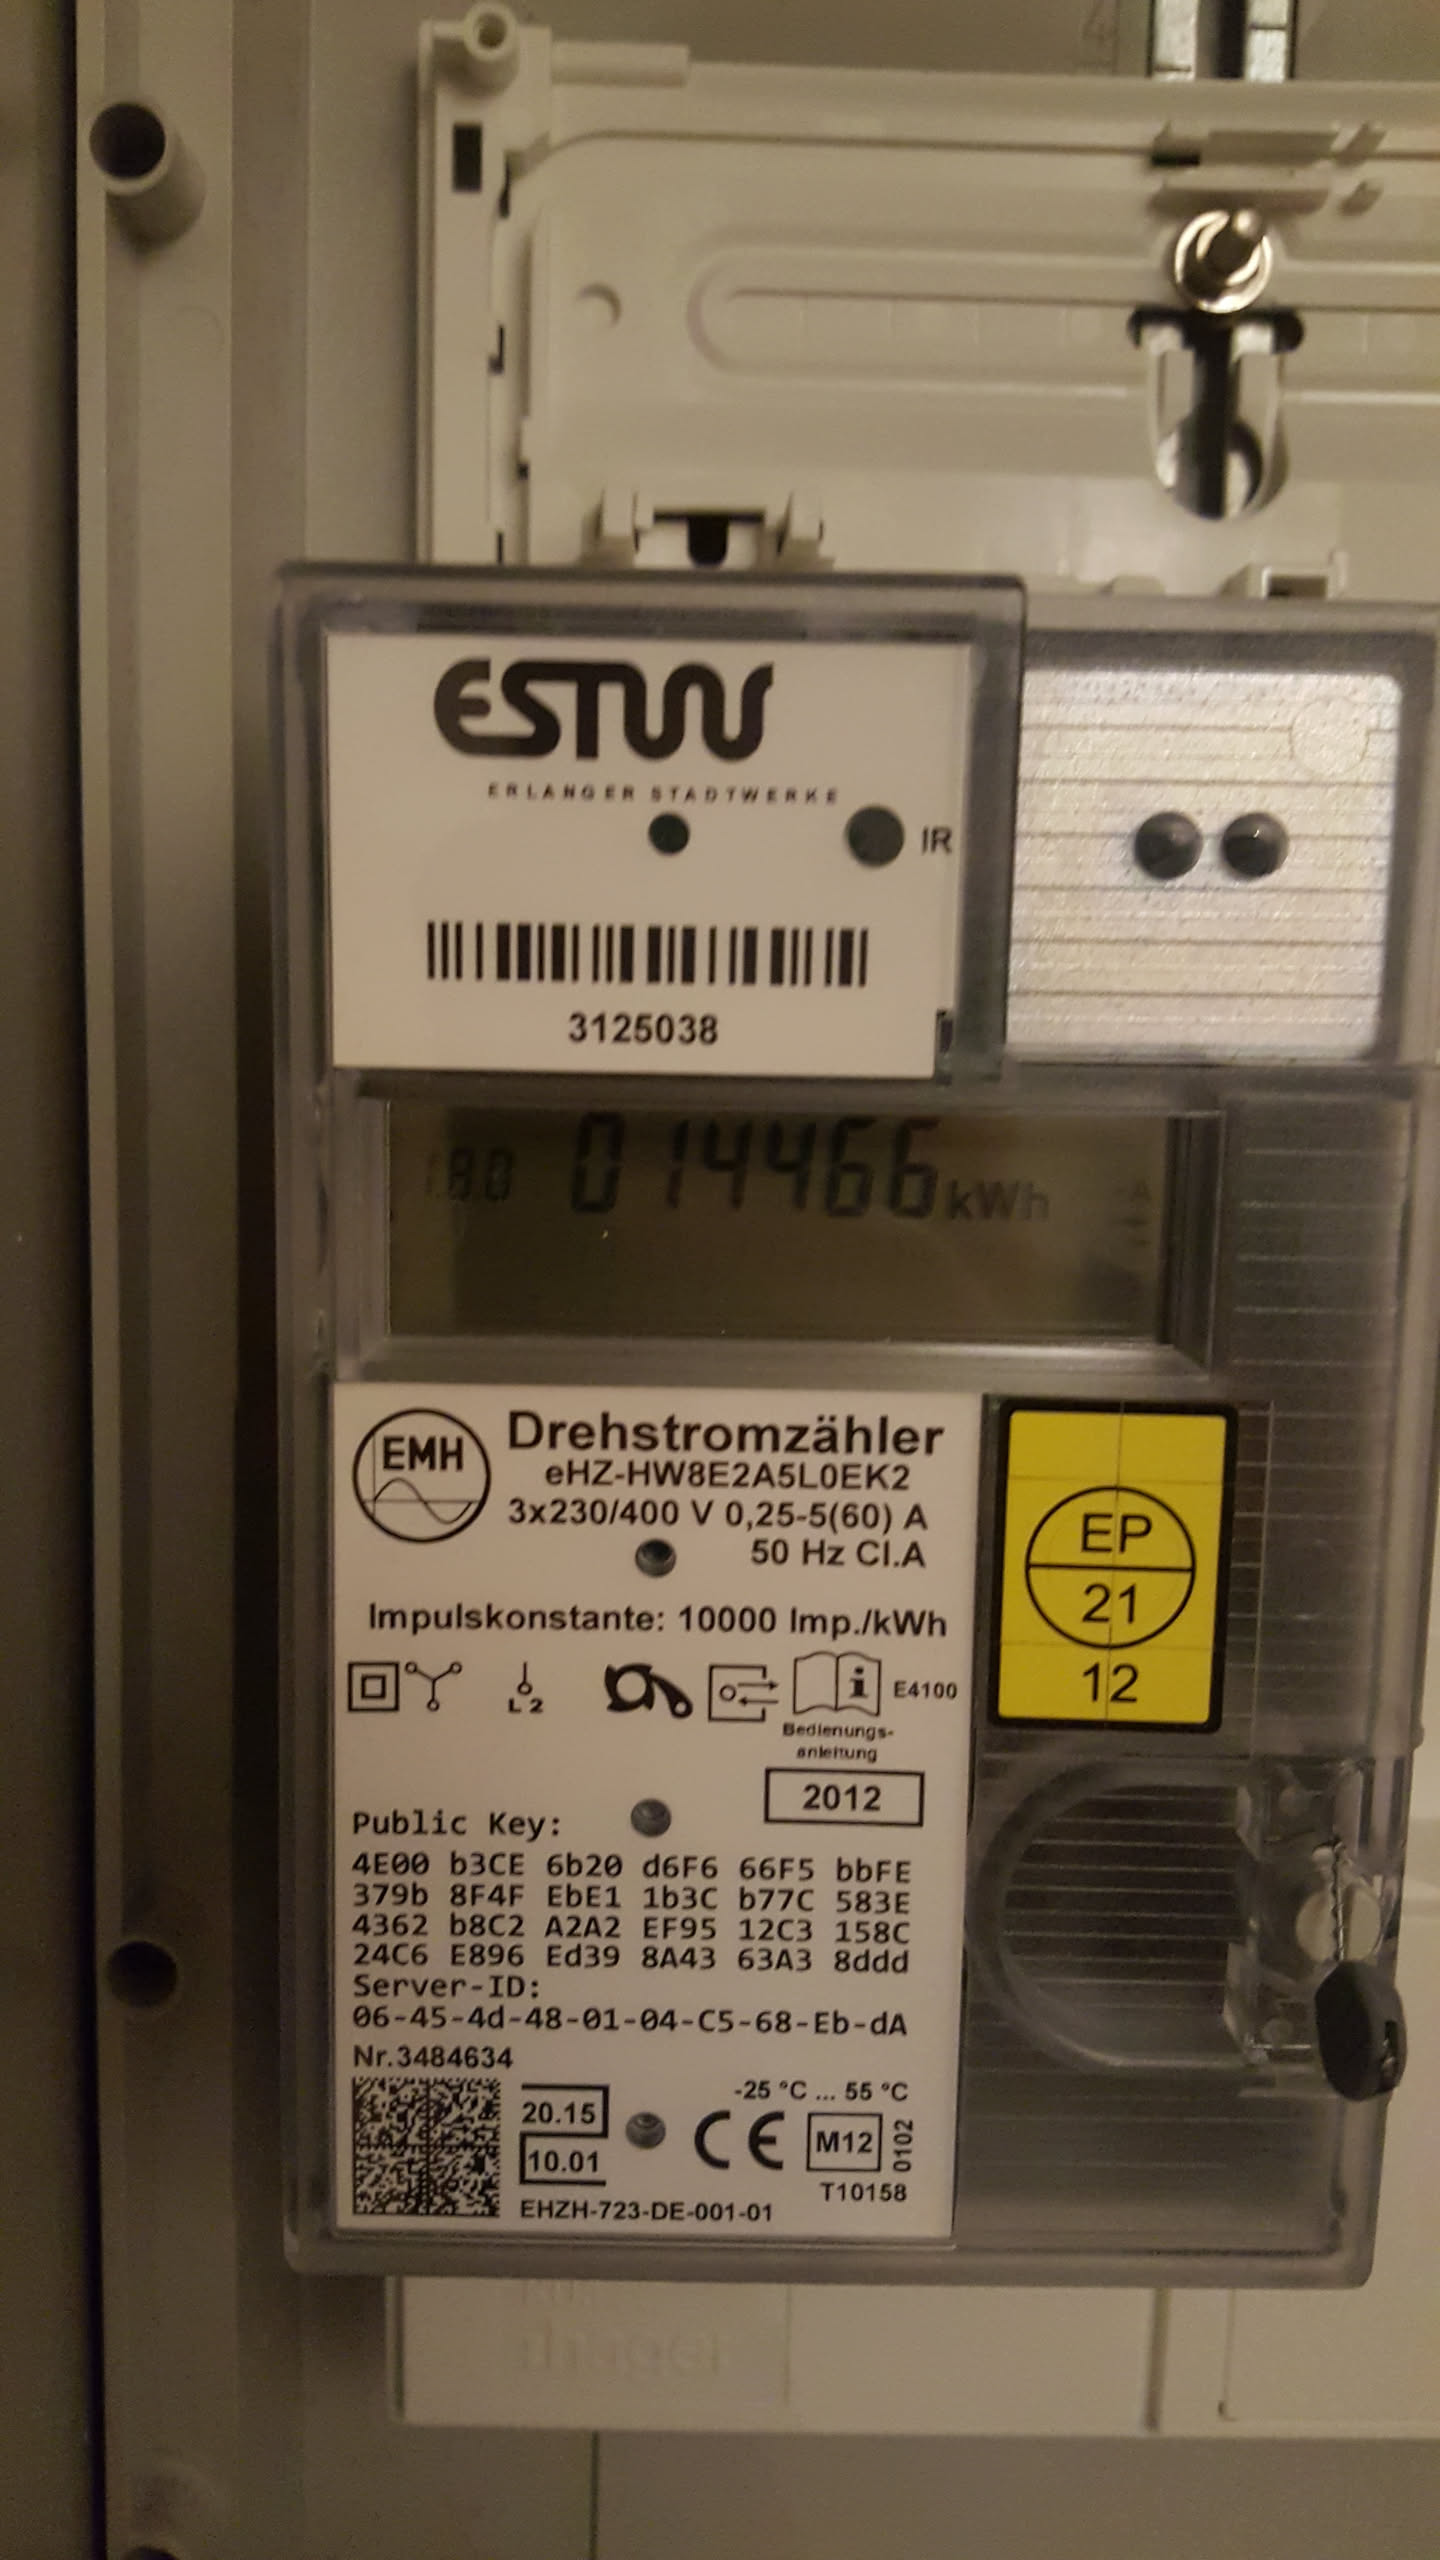 4
ESTW
ERLANGER STADTWERKE
IR
3125038
1.8.0 014466 kWh
EMH
Drehstromzähler
eHZ-HW8E2A5L0EK2
3x230/400 V 0,25-5(60) A
50 Hz Cl.A
Impulskonstante: 10000 Imp./kWh
L2
i
E4100
Bedienungs-
anleitung
2012
EP
21
12
Public Key:
4E00 b3CE 6b20 d6F6 66F5 bbFE
379b 8F4F EbE1 1b3C b77C 583E
4362 b8C2 A2A2 EF95 12C3 158C
24C6 E896 Ed39 8A43 63A3 8ddd
Server-ID:
06-45-4d-48-01-04-C5-68-Eb-dA
Nr.3484634
20.15
10.01
-25 °C ... 55 °C
CE M12 0102
T10158
EHZH-723-DE-001-01